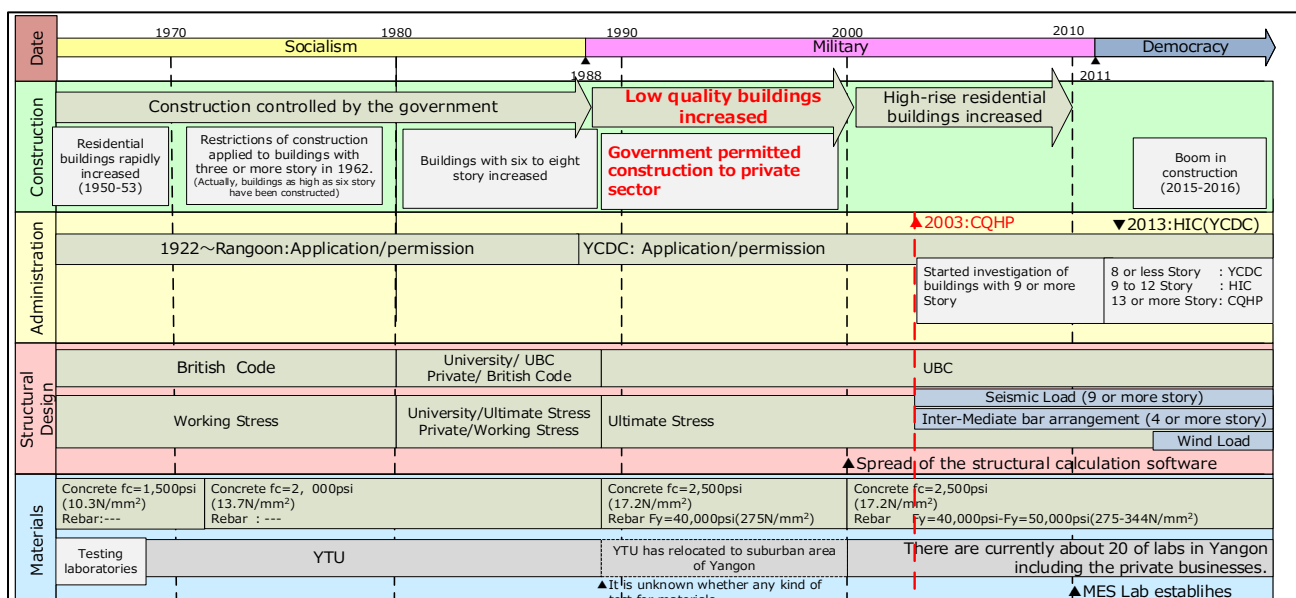 Date
1970
1980
1990
2000
2010
Socialism
Military
Democracy
1988
2011
Construction
Construction controlled by the government
Low quality buildings
increased
High-rise residential
buildings increased
Residential
buildings rapidly
increased
(1950-53)
Restrictions of construction
applied to buildings with
three or more story in 1962.
(Actually, buildings as high as six story
have been constructed)
Buildings with six to eight
story increased
Government permitted
construction to private
sector
Boom in
construction
(2015-2016)
Administration
▲2003:CQHP
▼2013:HIC(YCDC)
1922～Rangoon:Application/permission
YCDC: Application/permission
Started investigation of
buildings with 9 or more
Story
8 or less Story : YCDC
9 to 12 Story : HIC
13 or more Story: CQHP
Structural
Design
British Code
University/ UBC
Private/ British Code
UBC
Working Stress
University/Ultimate Stress
Private/Working Stress
Ultimate Stress
Seismic Load (9 or more story)
Inter-Mediate bar arrangement (4 or more story)
Wind Load
▲Spread of the structural calculation software
Materials
Concrete fc=1,500psi
(10.3N/mm²)
Rebar:---
Concrete fc=2, 000psi
(13.7N/mm²)
Rebar : ---
Concrete fc=2,500psi
(17.2N/mm²)
Rebar Fy=40,000psi(275N/mm²)
Concrete fc=2,500psi
(17.2N/mm²)
Rebar Fy=40,000psi-Fy=50,000psi(275-344N/mm²)
Testing
laboratories
YTU
YTU has relocated to suburban area
of Yangon
There are currently about 20 of labs in Yangon
including the private businesses.
▲It is unknown whether any kind of
▲MES Lab establihes